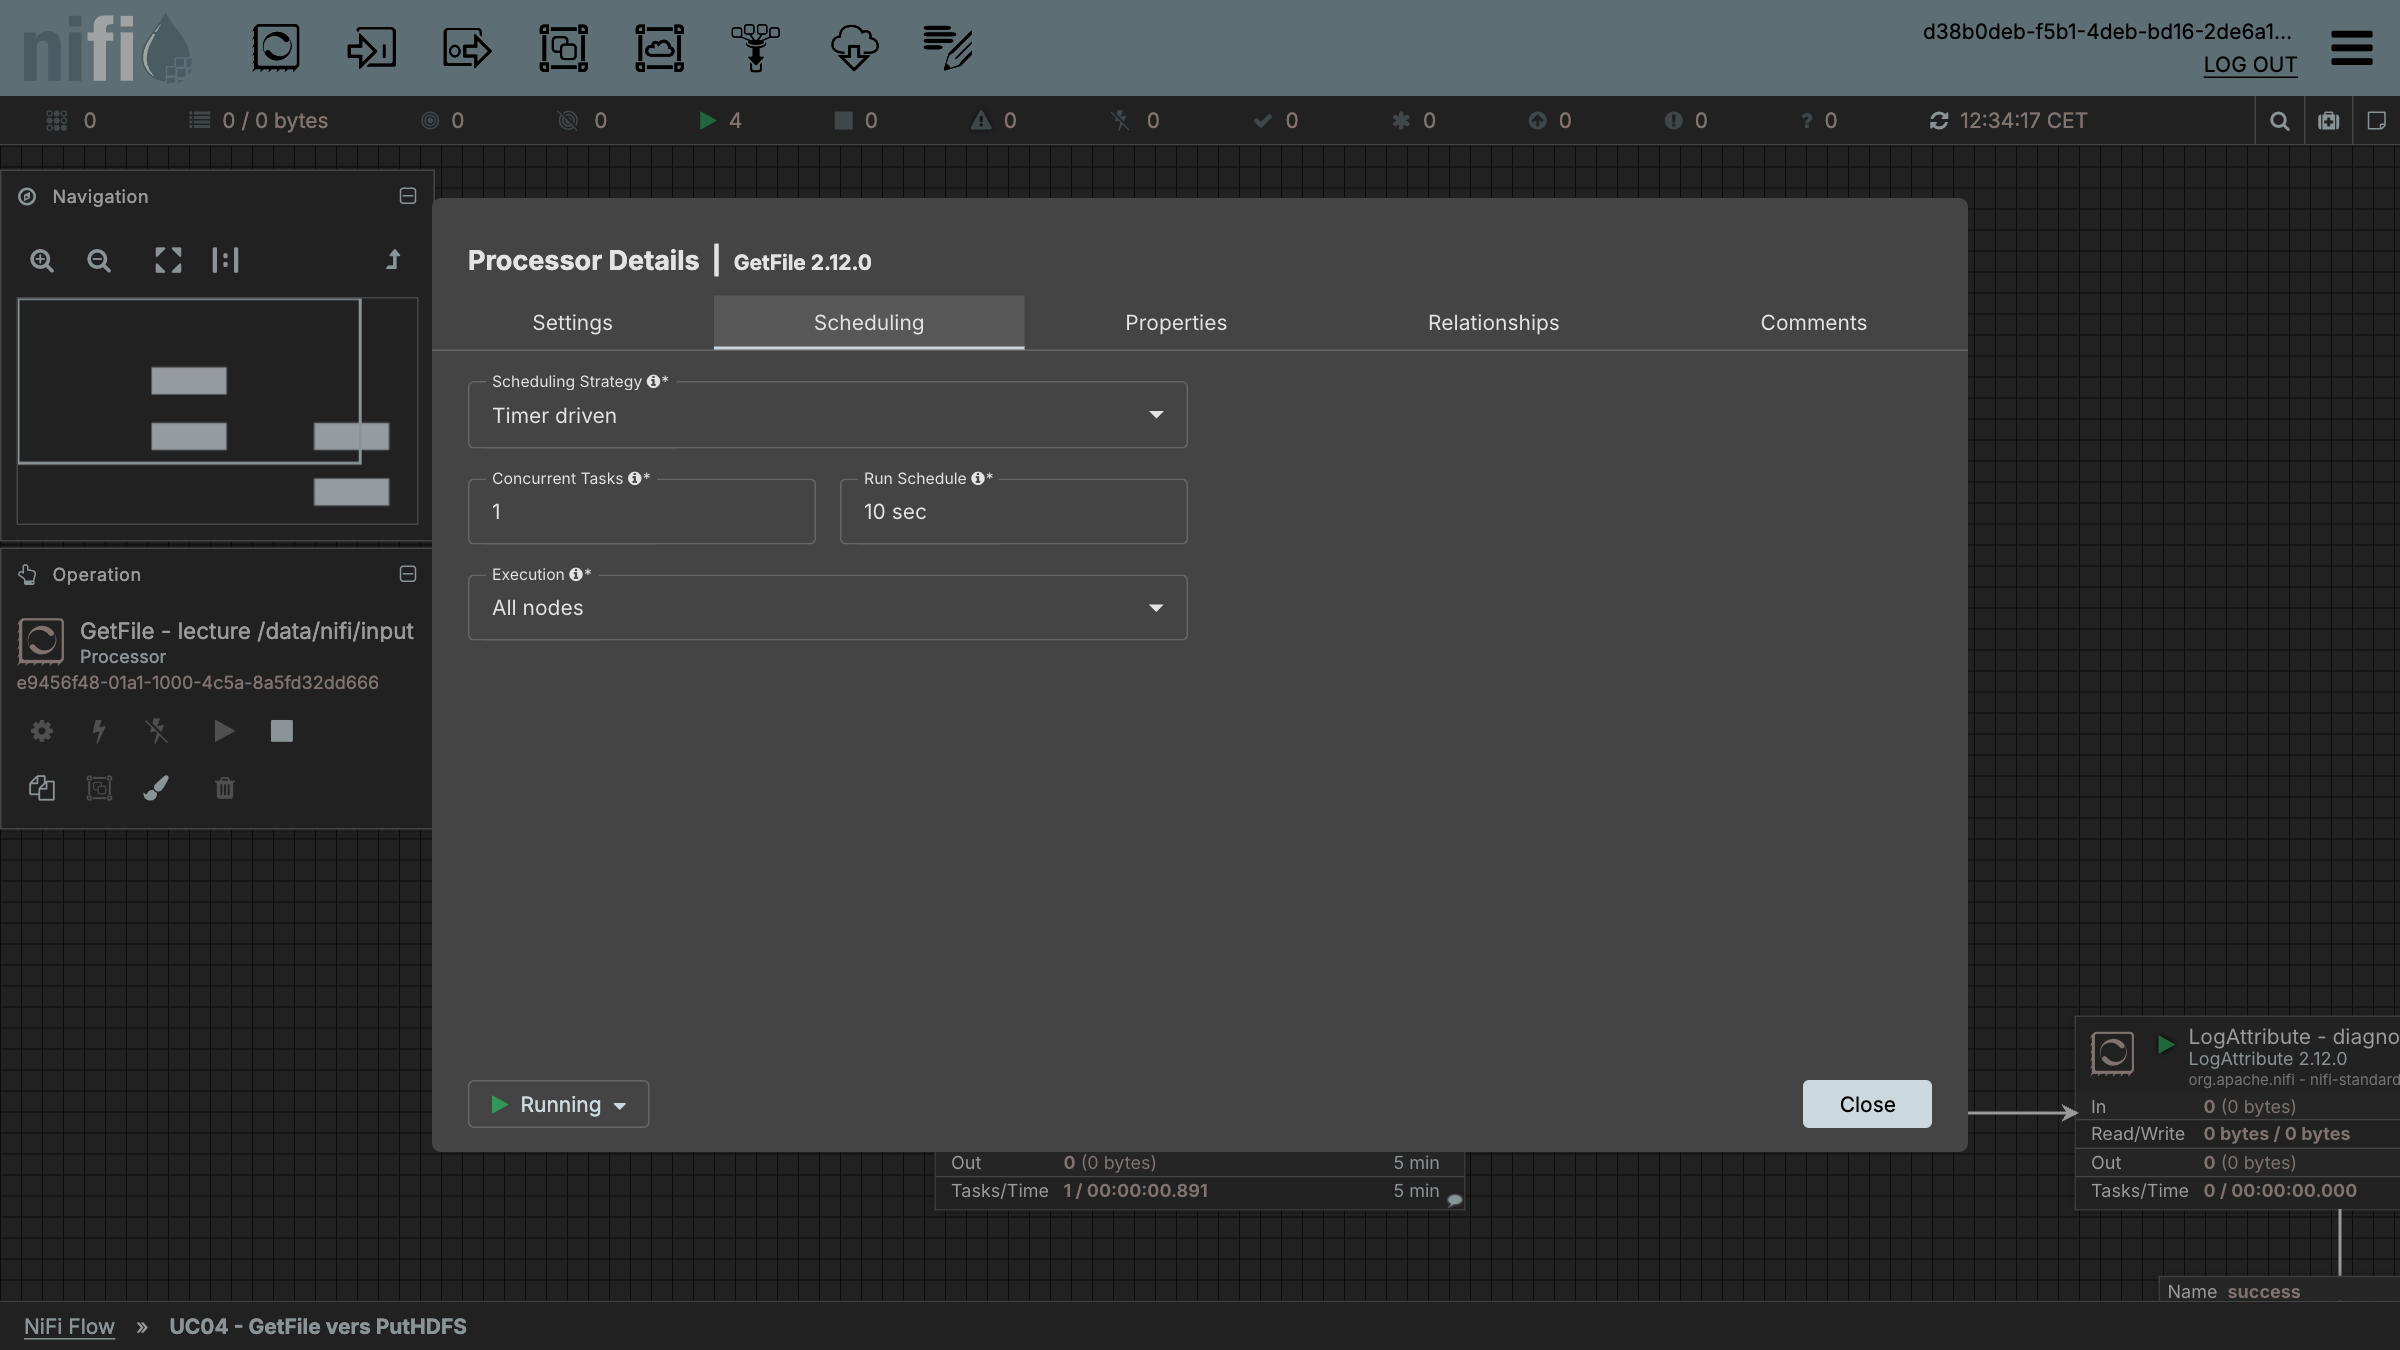 nifi
d38b0deb-f5b1-4deb-bd16-2de6a1...
LOG OUT
0
0 / 0 bytes
0
0
4
0
0
0
0
0
0
0
0
12:34:17 CET
Navigation
Operation
GetFile - lecture /data/nifi/input
Processor
e9456f48-01a1-1000-4c5a-8a5fd32dd666
Processor Details | GetFile 2.12.0
Settings
Scheduling
Properties
Relationships
Comments
Scheduling Strategy *
Timer driven
Concurrent Tasks *
1
Run Schedule *
10 sec
Execution *
All nodes
Running
Close
Out 0 (0 bytes) 5 min
Tasks/Time 1 / 00:00:00.891 5 min
LogAttribute - diagno
LogAttribute 2.12.0
org.apache.nifi - nifi-standard
In 0 (0 bytes)
Read/Write 0 bytes / 0 bytes
Out 0 (0 bytes)
Tasks/Time 0 / 00:00:00.000
Name success
NiFi Flow » UC04 - GetFile vers PutHDFS